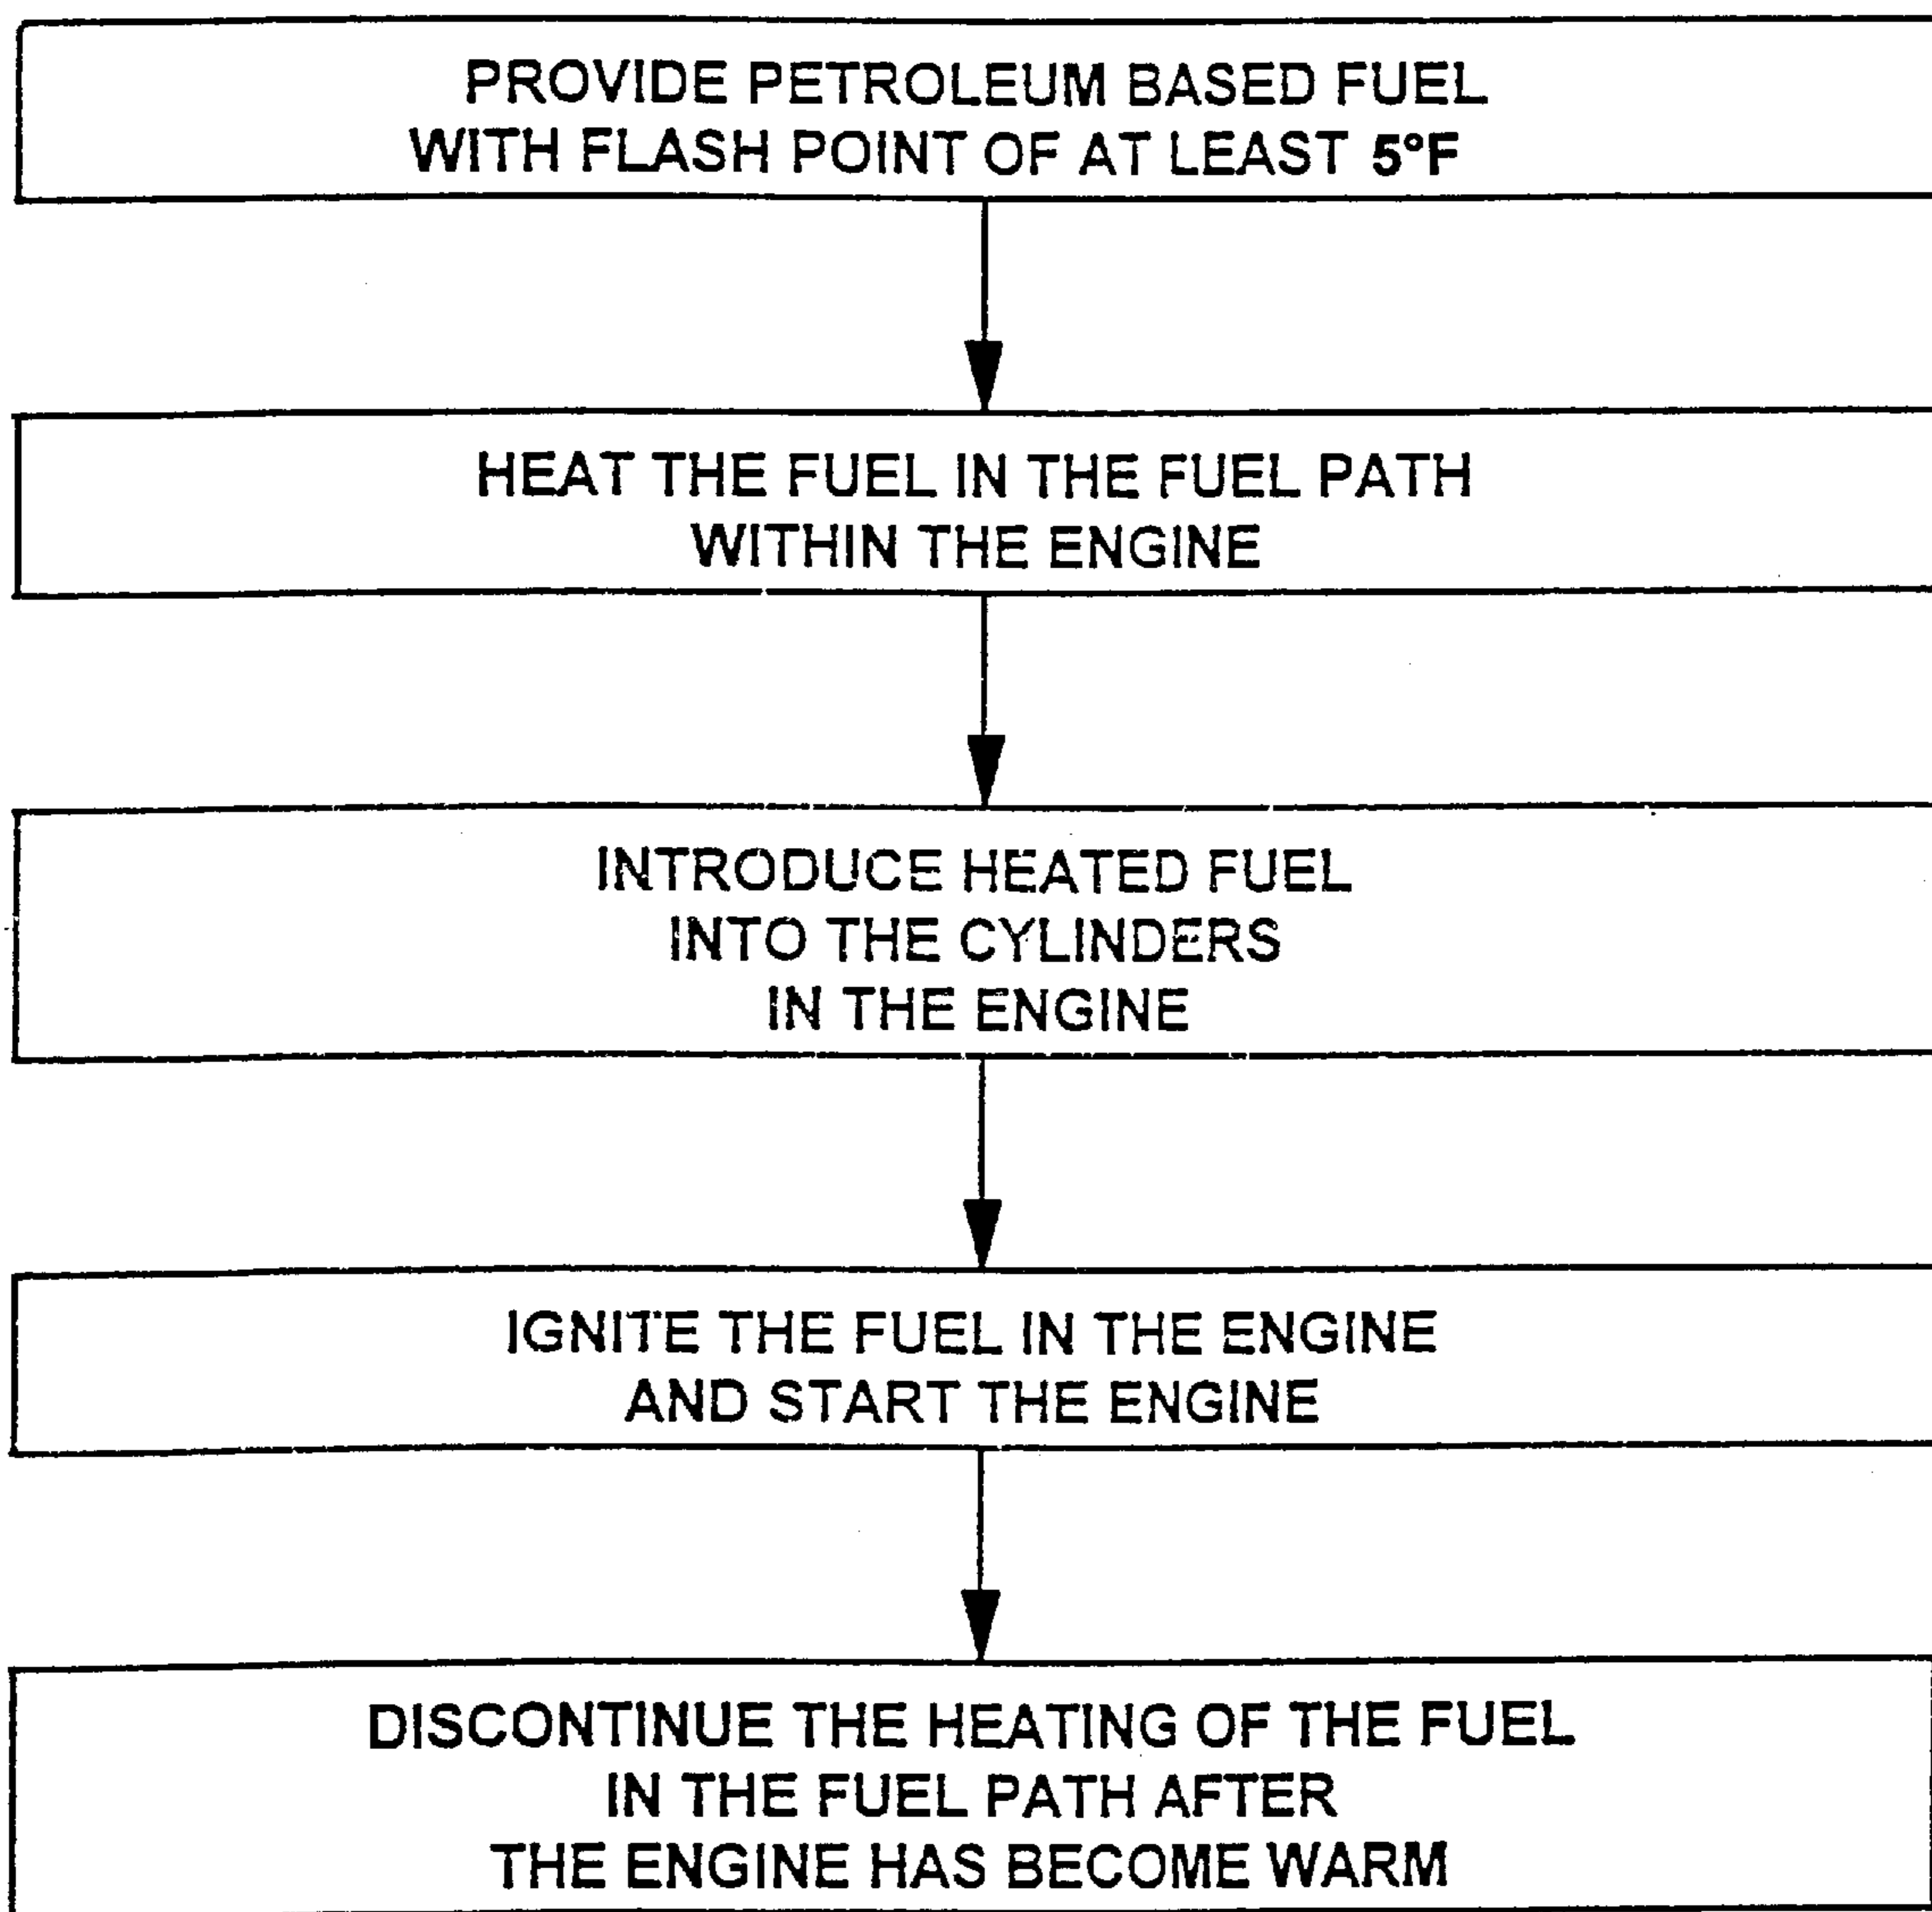 PROVIDE PETROLEUM BASED FUEL
WITH FLASH POINT OF AT LEAST 5°F
HEAT THE FUEL IN THE FUEL PATH
WITHIN THE ENGINE
INTRODUCE HEATED FUEL
INTO THE CYLINDERS
IN THE ENGINE
IGNITE THE FUEL IN THE ENGINE
AND START THE ENGINE
DISCONTINUE THE HEATING OF THE FUEL
IN THE FUEL PATH AFTER
THE ENGINE HAS BECOME WARM